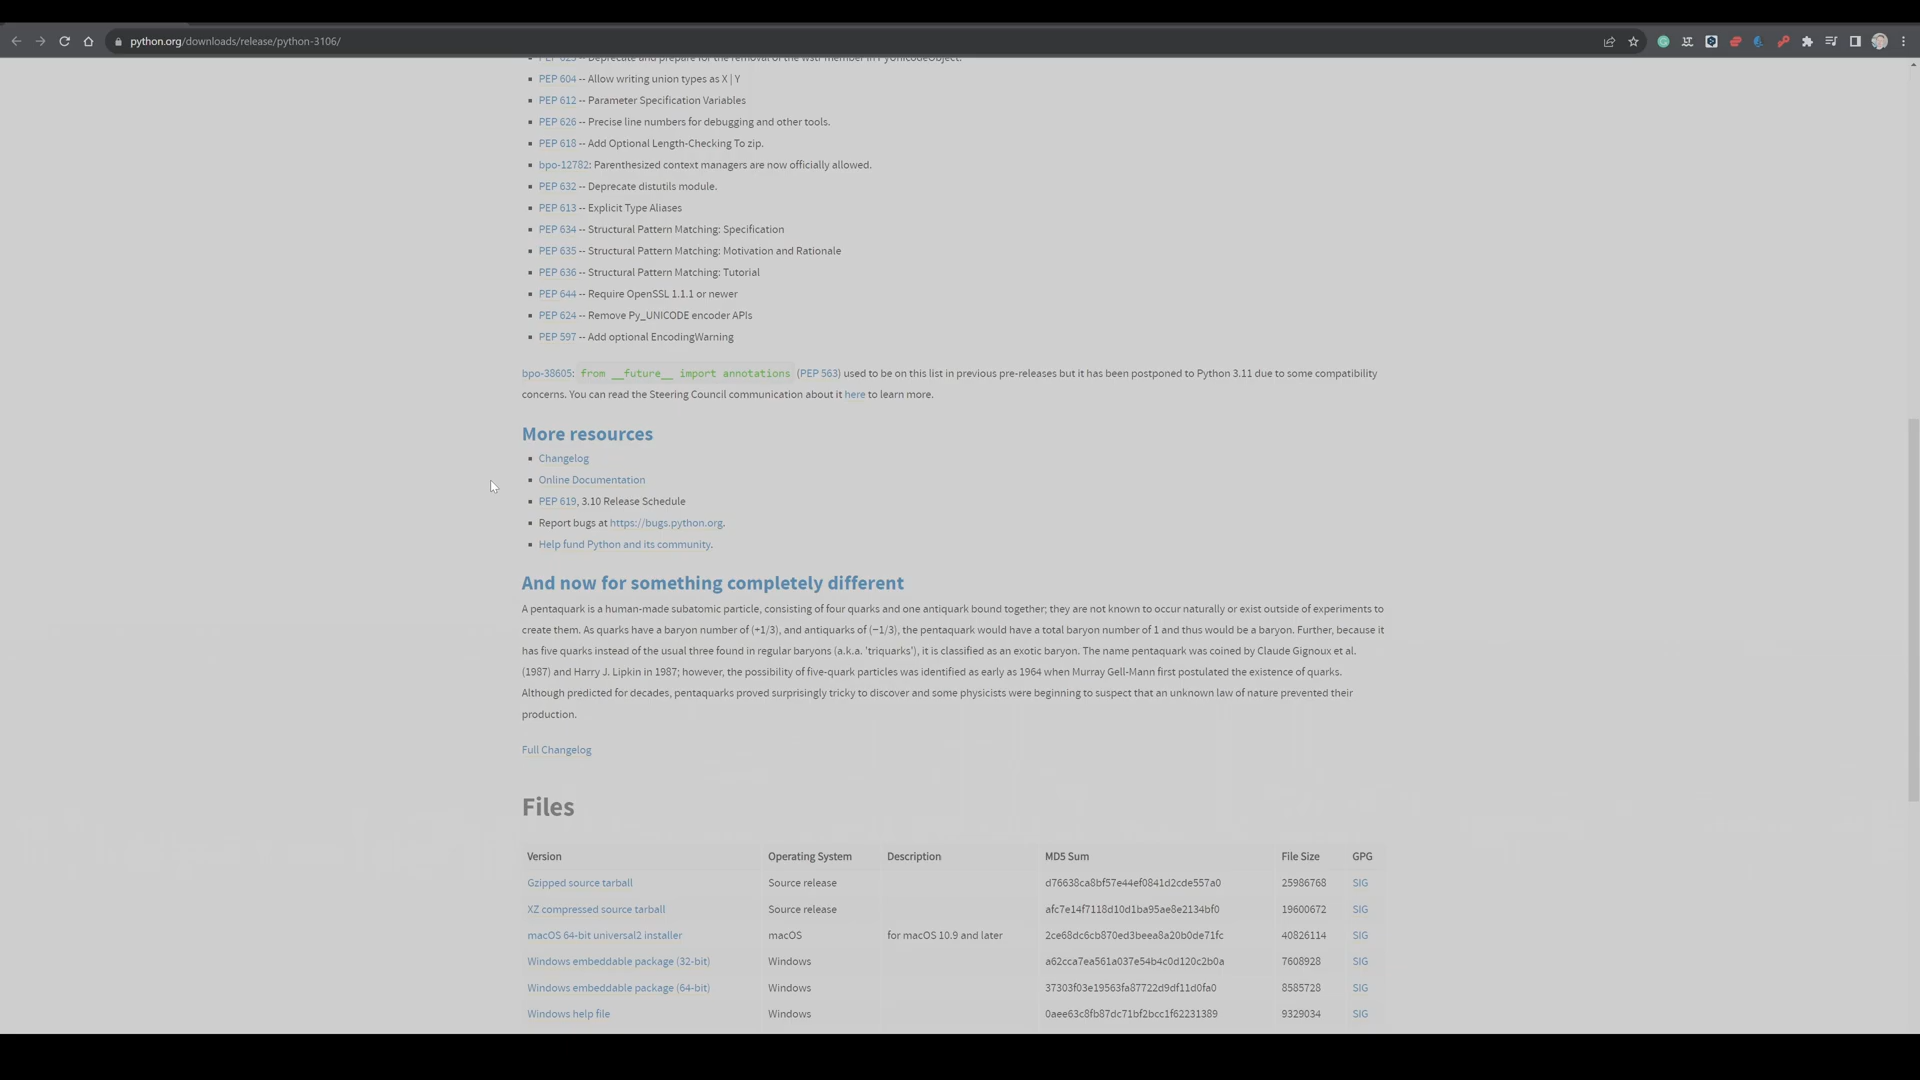 python.org/downloads/release/python-3106/
PEP 623 -- Deprecate and prepare for the removal of the wstr member in PyUnicodeObject.
PEP 604 -- Allow writing union types as X | Y
PEP 612 -- Parameter Specification Variables
PEP 626 -- Precise line numbers for debugging and other tools.
PEP 618 -- Add Optional Length-Checking To zip.
bpo-12782: Parenthesized context managers are now officially allowed.
PEP 632 -- Deprecate distutils module.
PEP 613 -- Explicit Type Aliases
PEP 634 -- Structural Pattern Matching: Specification
PEP 635 -- Structural Pattern Matching: Motivation and Rationale
PEP 636 -- Structural Pattern Matching: Tutorial
PEP 644 -- Require OpenSSL 1.1.1 or newer
PEP 624 -- Remove Py_UNICODE encoder APIs
PEP 597 -- Add optional EncodingWarning
bpo-38605: from __future__ import annotations (PEP 563) used to be on this list in previous pre-releases but it has been postponed to Python 3.11 due to some compatibility
concerns. You can read the Steering Council communication about it here to learn more.
More resources
Changelog
Online Documentation
PEP 619, 3.10 Release Schedule
Report bugs at https://bugs.python.org.
Help fund Python and its community.
And now for something completely different
A pentaquark is a human-made subatomic particle, consisting of four quarks and one antiquark bound together; they are not known to occur naturally or exist outside of experiments to
create them. As quarks have a baryon number of (+1/3), and antiquarks of (−1/3), the pentaquark would have a total baryon number of 1 and thus would be a baryon. Further, because it
has five quarks instead of the usual three found in regular baryons (a.k.a. 'triquarks'), it is classified as an exotic baryon. The name pentaquark was coined by Claude Gignoux et al.
(1987) and Harry J. Lipkin in 1987; however, the possibility of five-quark particles was identified as early as 1964 when Murray Gell-Mann first postulated the existence of quarks.
Although predicted for decades, pentaquarks proved surprisingly tricky to discover and some physicists were beginning to suspect that an unknown law of nature prevented their
production.
Full Changelog
Files
Version Operating System Description MD5 Sum File Size GPG
Gzipped source tarball Source release d76638ca8bf57e44ef0841d2cde557a0 25986768 SIG
XZ compressed source tarball Source release afc7e14f7118d10d1ba95ae8e2134bf0 19600672 SIG
macOS 64-bit universal2 installer macOS for macOS 10.9 and later 2ce68dc6cb870ed3beea8a20b0de71fc 40826114 SIG
Windows embeddable package (32-bit) Windows a62cca7ea561a037e54b4c0d120c2b0a 7608928 SIG
Windows embeddable package (64-bit) Windows 37303f03e19563fa87722d9df11d0fa0 8585728 SIG
Windows help file Windows 0aee63c8fb87dc71bf2bcc1f62231389 9329034 SIG